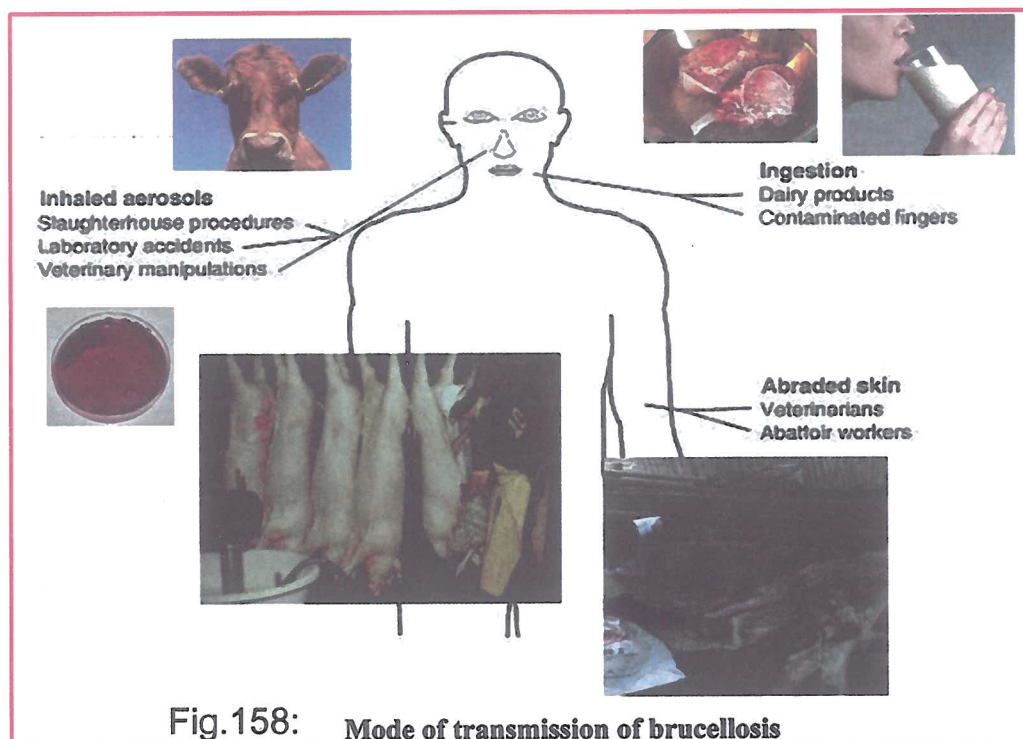 Inhaled aerosols
Slaughterhouse procedures
Laboratory accidents
Veterinary manipulations
Ingestion
Dairy products
Contaminated fingers
Abraded skin
Veterinarians
Abattoir workers
Fig.158: Mode of transmission of brucellosis